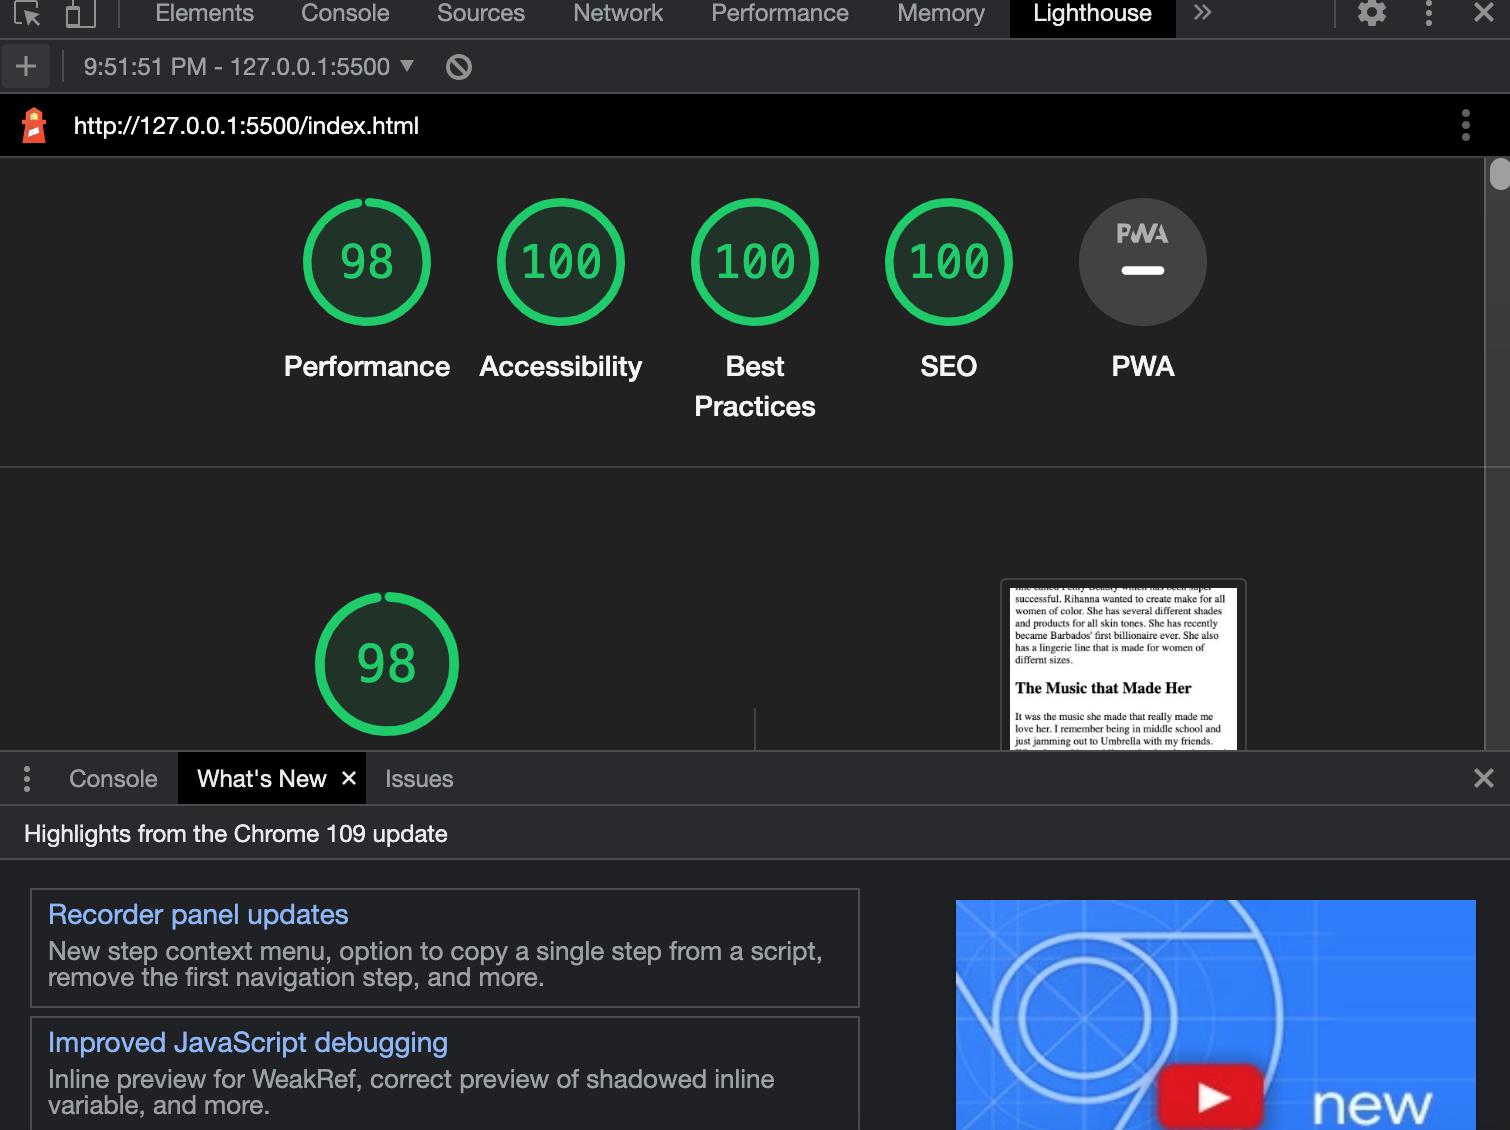 Elements Console Sources Network Performance Memory Lighthouse
9:51:51 PM - 127.0.0.1:5500
http://127.0.0.1:5500/index.html
98 100 100 100 PWA
Performance Accessibility Best Practices SEO PWA
98
successful. Rihanna wanted to create make for all
women of color. She has several different shades
and products for all skin tones. She has recently
became Barbados' first billionaire ever. She also
has a lingerie line that is made for women of
differnt sizes.
The Music that Made Her
It was the music she made that really made me
love her. I remember being in middle school and
just jamming out to Umbrella with my friends.
Console What's New Issues
Highlights from the Chrome 109 update
Recorder panel updates
New step context menu, option to copy a single step from a script,
remove the first navigation step, and more.
Improved JavaScript debugging
Inline preview for WeakRef, correct preview of shadowed inline
variable, and more.
new